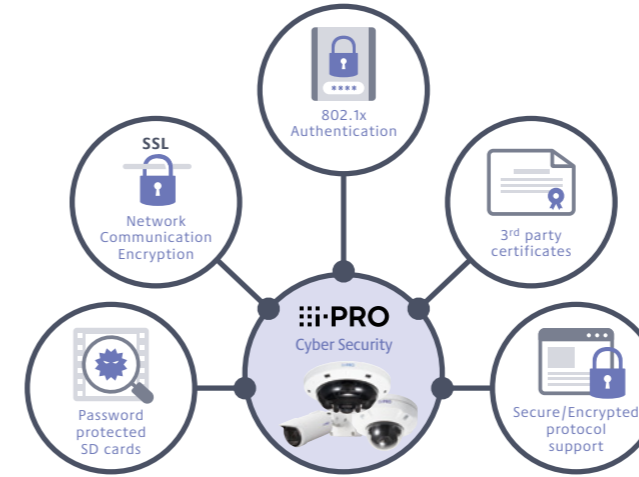 802.1x
Authentication
SSL
Network
Communication
Encryption
3rd party
certificates
i-PRO
Cyber Security
Password
protected
SD cards
Secure/Encrypted
protocol
support